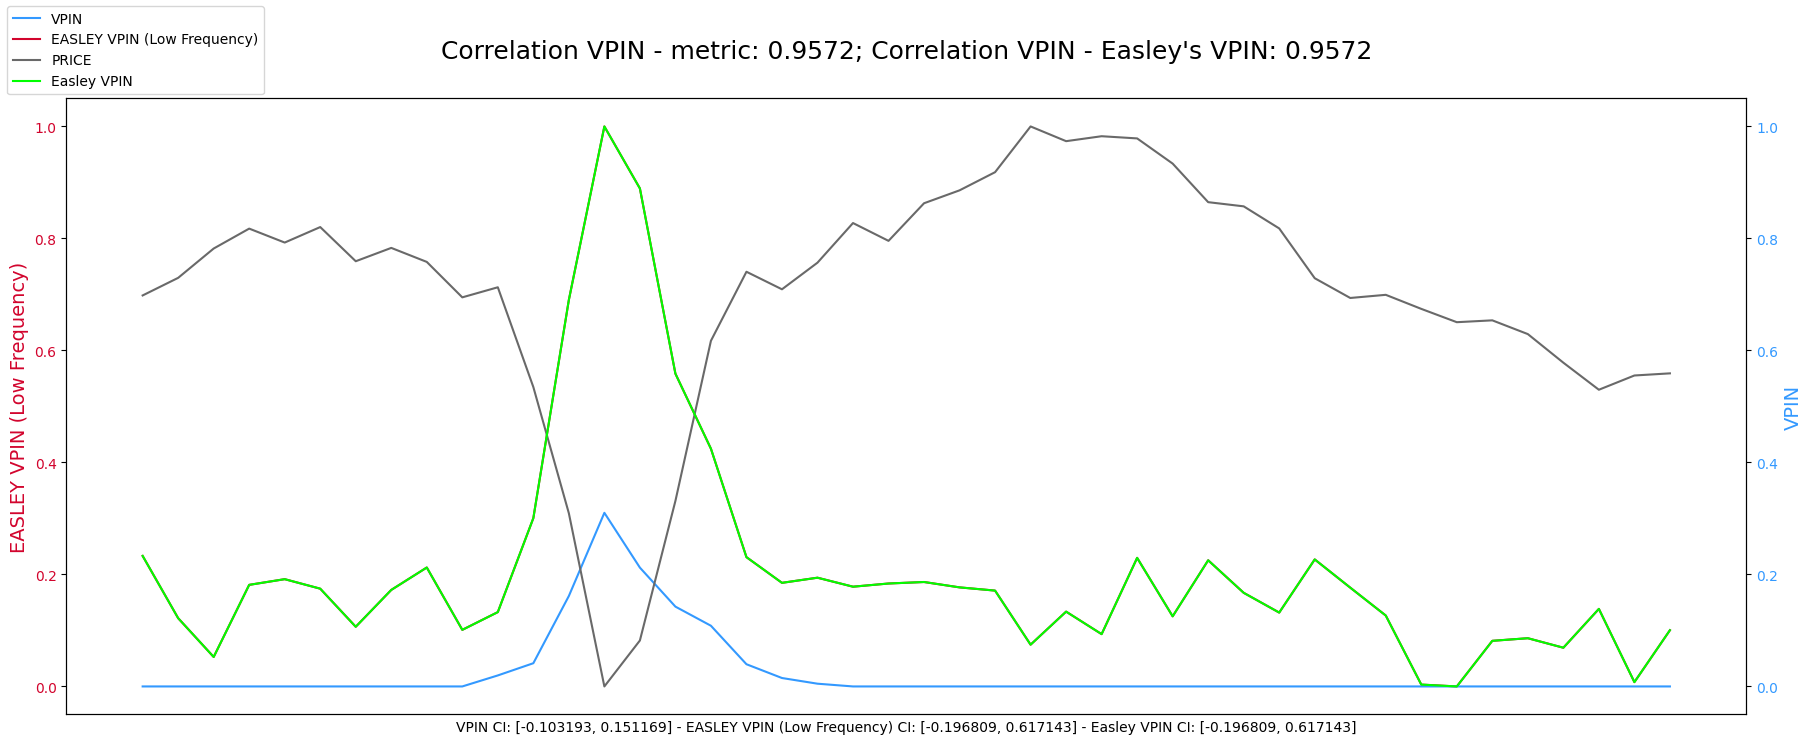 VPIN
EASLEY VPIN (Low Frequency)
PRICE
Easley VPIN
Correlation VPIN - metric: 0.9572; Correlation VPIN - Easley's VPIN: 0.9572
EASLEY VPIN (Low Frequency)
1.0
0.8
0.6
0.4
0.2
0.0
1.0
0.8
0.6
0.4
0.2
0.0
VPIN
VPIN CI: [-0.103193, 0.151169] - EASLEY VPIN (Low Frequency) CI: [-0.196809, 0.617143] - Easley VPIN CI: [-0.196809, 0.617143]